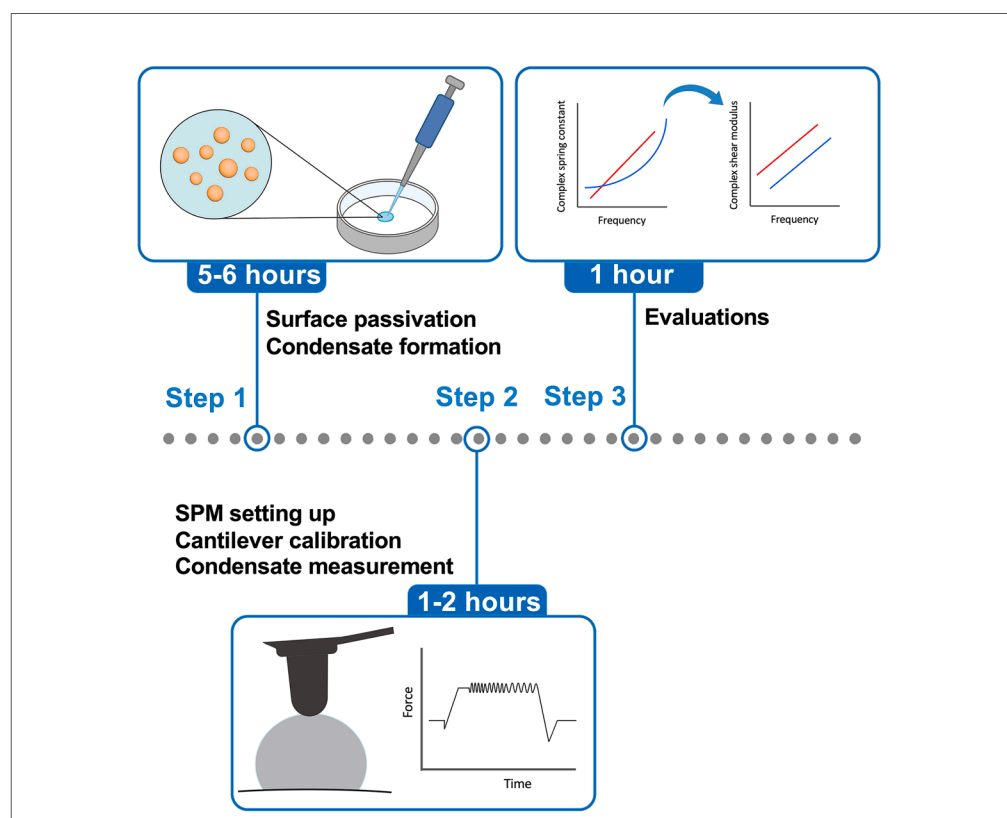 Complex spring constant
Frequency
Complex shear modulus
Frequency
5-6 hours
1 hour
Surface passivation
Condensate formation
Evaluations
Step 1
Step 2
Step 3
SPM setting up
Cantilever calibration
Condensate measurement
1-2 hours
Force
Time